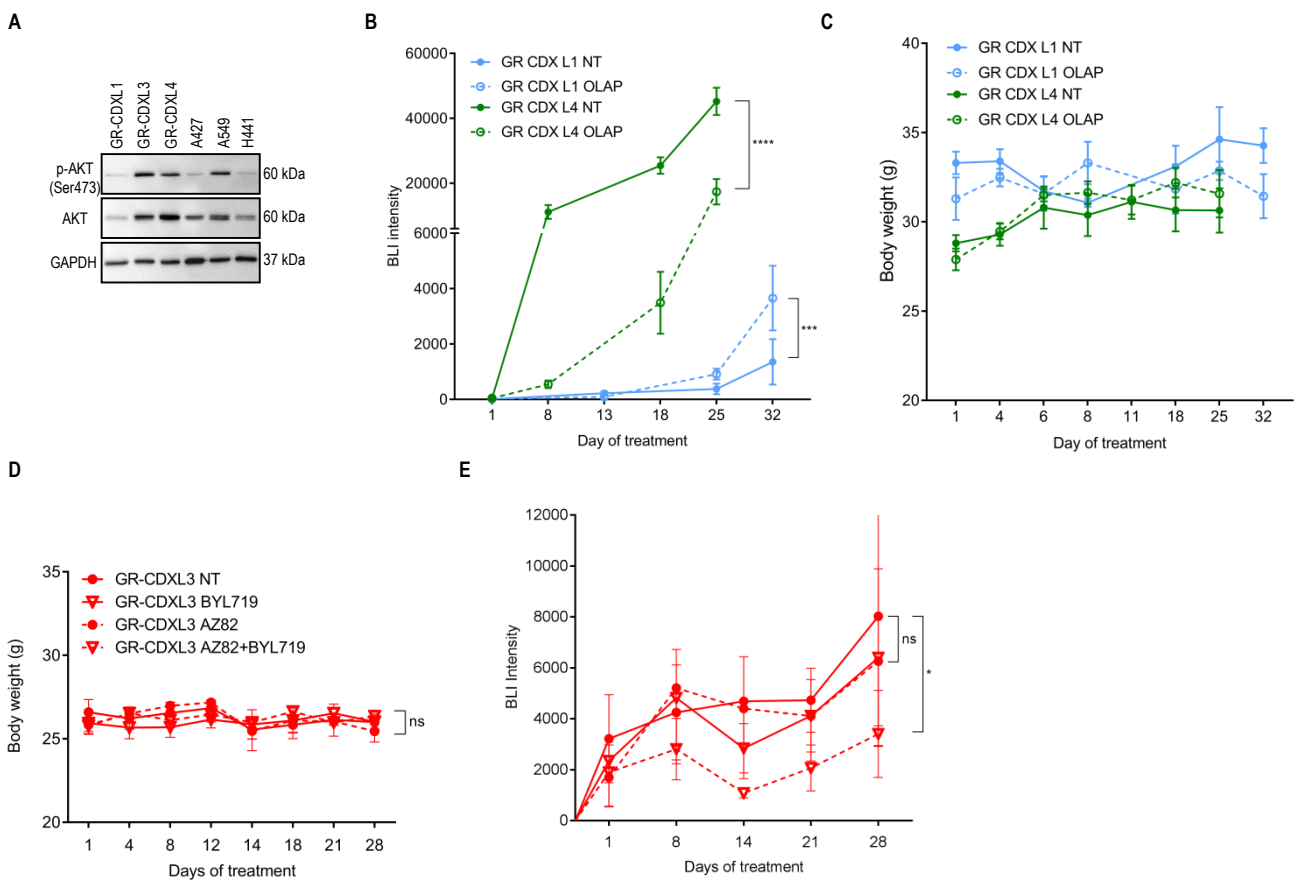 A
GR-CDXL1
GR-CDXL3
GR-CDXL4
A427
A549
H441
p-AKT
(Ser473)
60 kDa
AKT
60 kDa
GAPDH
37 kDa
B
60000
50000
40000
30000
20000
6000
4000
2000
0
BLI intensity
GR CDX L1 NT
GR CDX L1 OLAP
GR CDX L4 NT
GR CDX L4 OLAP
****
***
1 8 13 18 25 32
Day of treatment
C
40
35
30
25
20
Body weight (g)
GR CDX L1 NT
GR CDX L1 OLAP
GR CDX L4 NT
GR CDX L4 OLAP
1 4 6 8 11 18 25 32
Day of treatment
D
35
30
25
20
Body weight (g)
GR-CDXL3 NT
GR-CDXL3 BYL719
GR-CDXL3 AZ82
GR-CDXL3 AZ82+BYL719
ns
1 4 8 12 14 18 21 28
Days of treatment
E
12000
10000
8000
6000
4000
2000
0
BLI Intensity
ns
*
1 8 14 21 28
Days of treatment